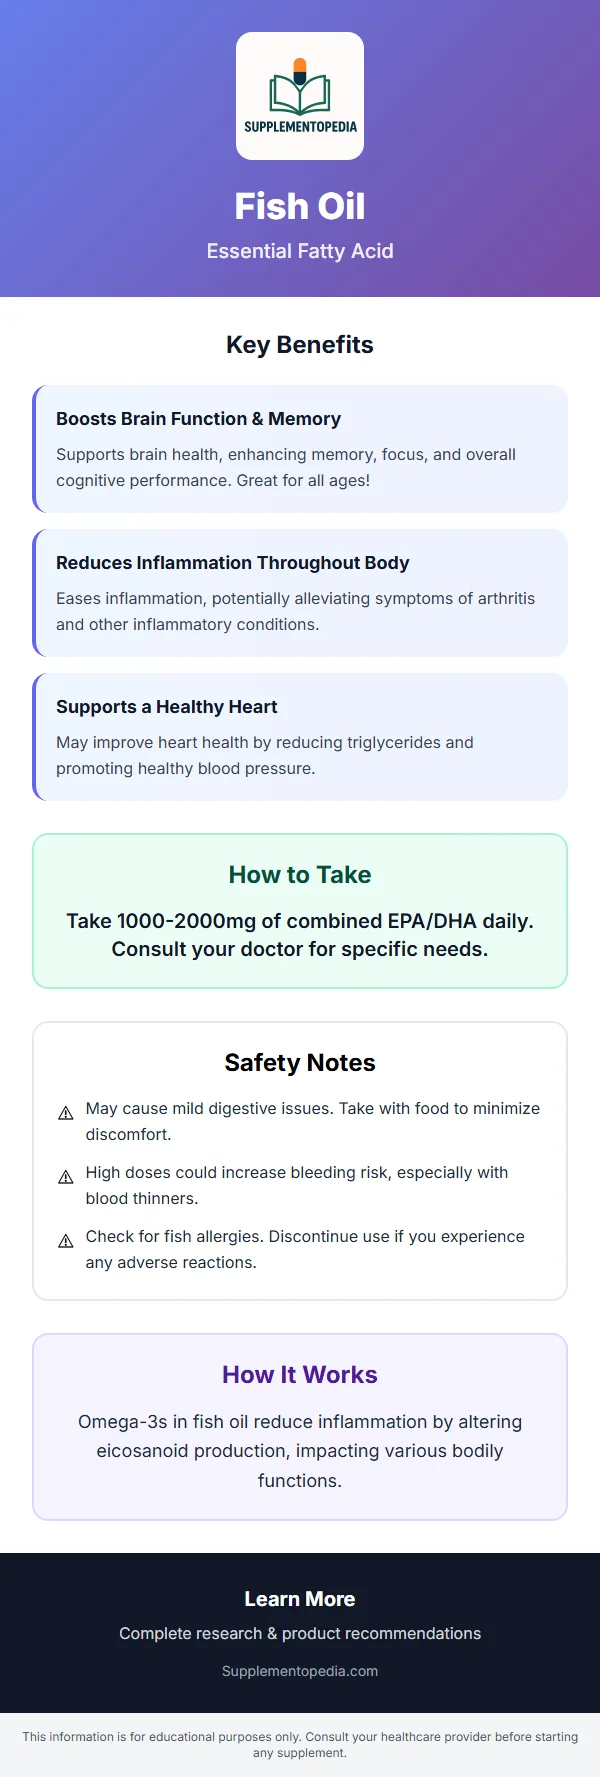 SUPPLEMENTOPEDIA
Fish Oil
Essential Fatty Acid
Key Benefits
Boosts Brain Function & Memory
Supports brain health, enhancing memory, focus, and overall
cognitive performance. Great for all ages!
Reduces Inflammation Throughout Body
Eases inflammation, potentially alleviating symptoms of arthritis
and other inflammatory conditions.
Supports a Healthy Heart
May improve heart health by reducing triglycerides and
promoting healthy blood pressure.
How to Take
Take 1000-2000mg of combined EPA/DHA daily.
Consult your doctor for specific needs.
Safety Notes
⚠ May cause mild digestive issues. Take with food to minimize
discomfort.
⚠ High doses could increase bleeding risk, especially with
blood thinners.
⚠ Check for fish allergies. Discontinue use if you experience
any adverse reactions.
How It Works
Omega-3s in fish oil reduce inflammation by altering
eicosanoid production, impacting various bodily
functions.
Learn More
Complete research & product recommendations
Supplementopedia.com
This information is for educational purposes only. Consult your healthcare provider before starting
any supplement.